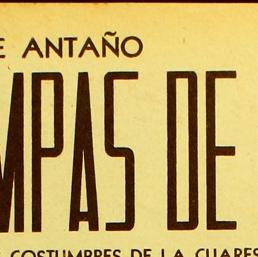 E ANTAÑO
MPAS DE
COSTUMBRES DE LA CUARES